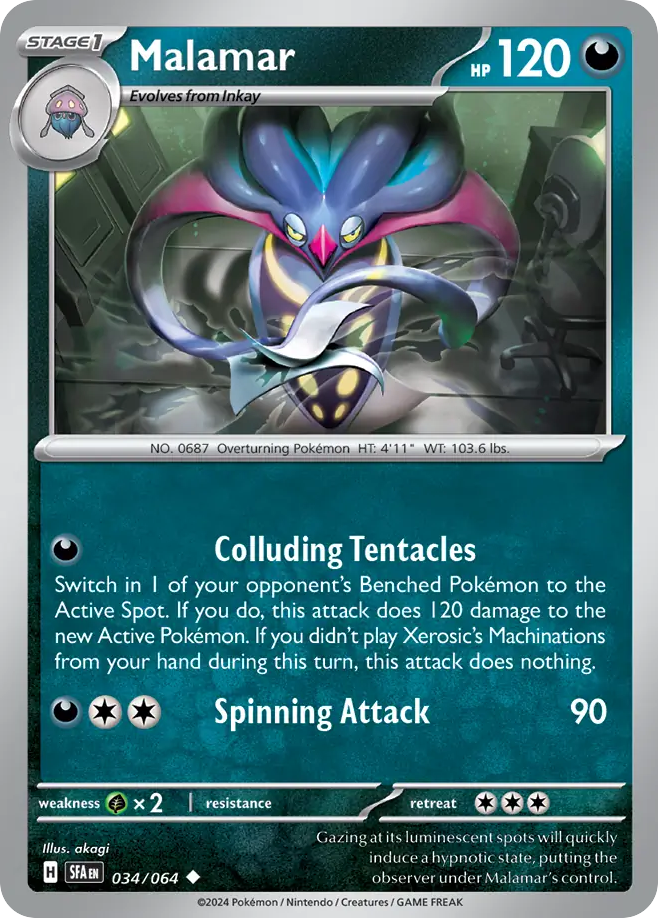 STAGE1
Malamar
HP 120
Evolves from Inkay
NO. 0687 Overturning Pokémon HT: 4'11" WT: 103.6 lbs.
Colluding Tentacles
Switch in 1 of your opponent's Benched Pokémon to the
Active Spot. If you do, this attack does 120 damage to the
new Active Pokémon. If you didn't play Xerosic's Machinations
from your hand during this turn, this attack does nothing.
Spinning Attack 90
weakness ×2 resistance retreat
Illus. akagi
H SFA EN 034/064
Gazing at its luminescent spots will quickly
induce a hypnotic state, putting the
observer under Malamar's control.
©2024 Pokémon / Nintendo / Creatures / GAME FREAK